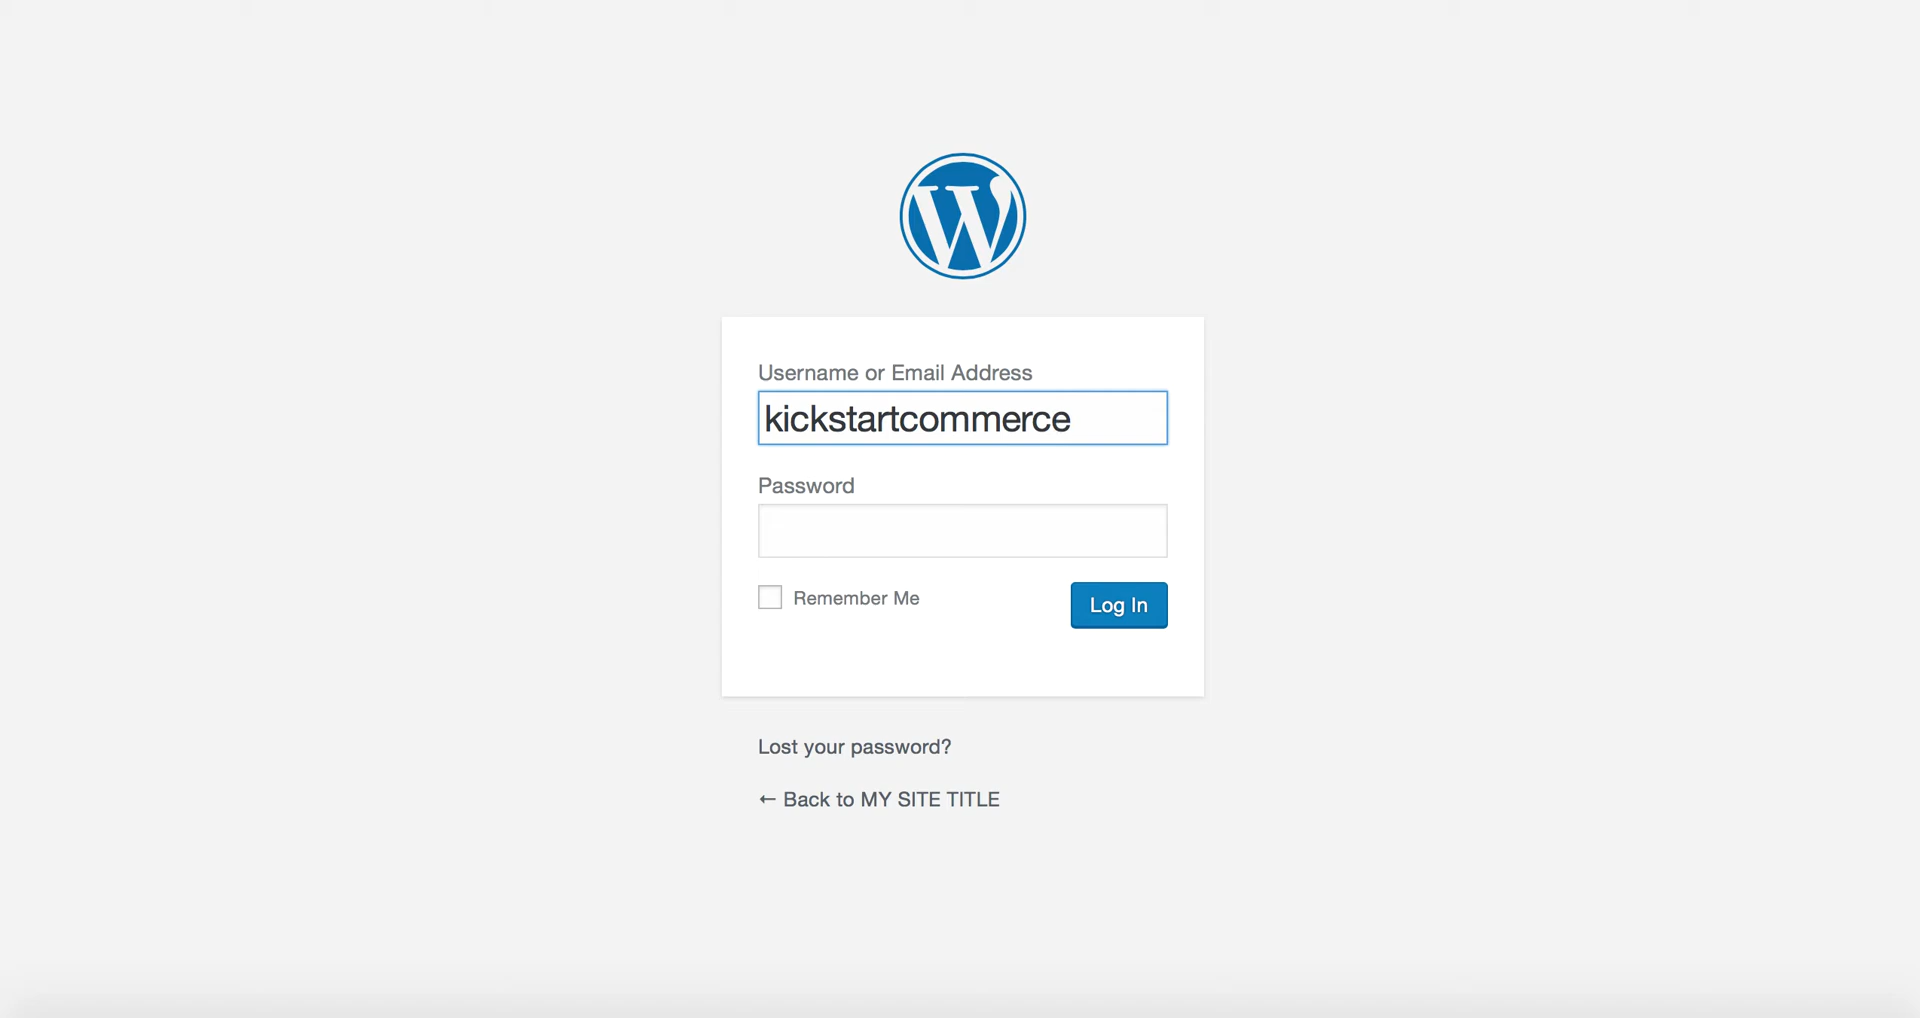 W
Username or Email Address
kickstartcommerce
Password
Remember Me
Log In
Lost your password?
← Back to MY SITE TITLE